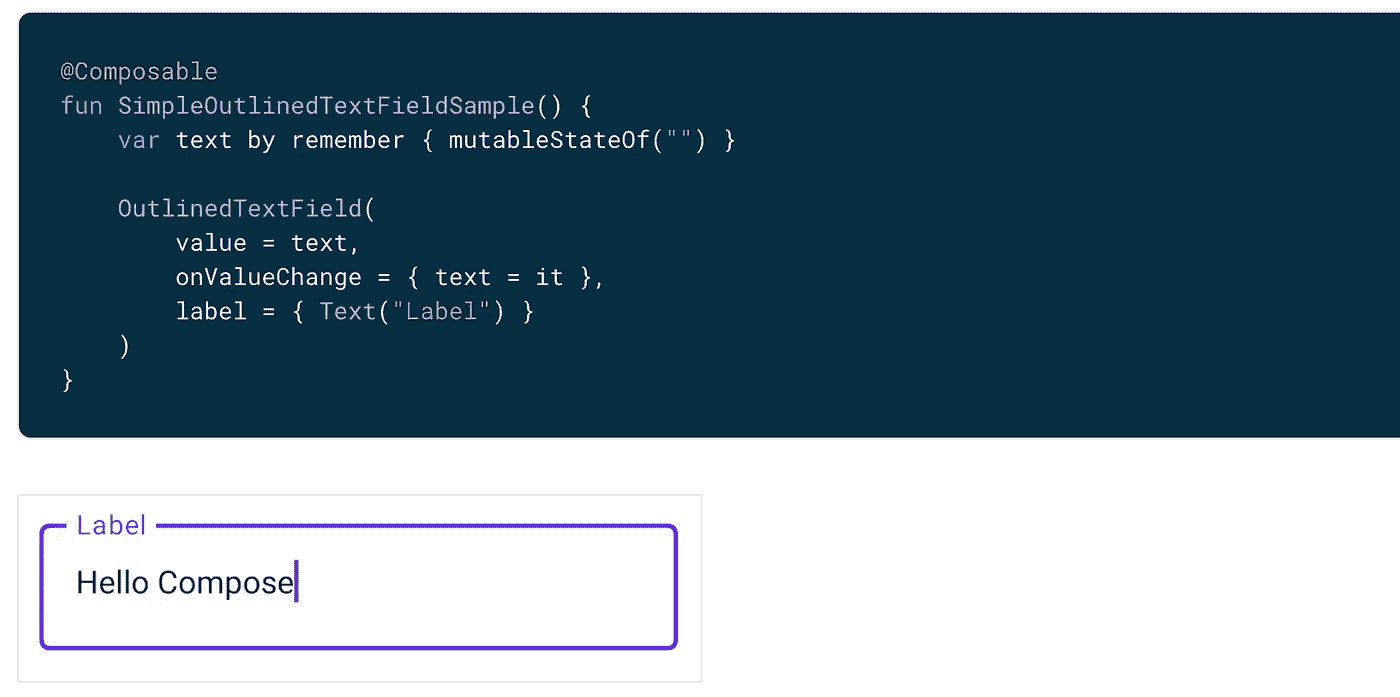 @Composable
fun SimpleOutlinedTextFieldSample() {
    var text by remember { mutableStateOf("") }

    OutlinedTextField(
        value = text,
        onValueChange = { text = it },
        label = { Text("Label") }
    )
}
Label
Hello Compose